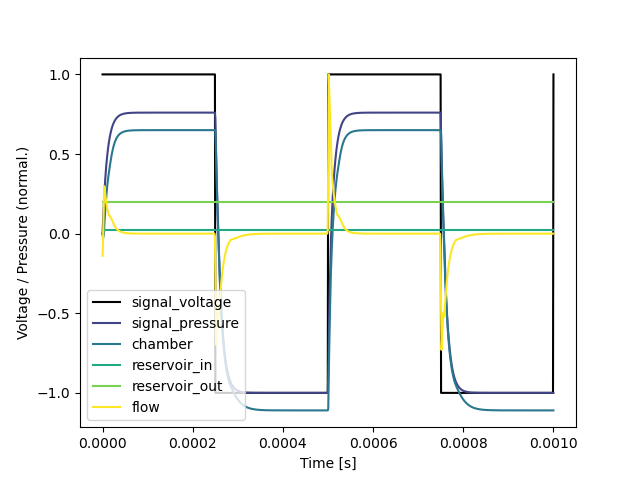 1.0
0.5
0.0
−0.5
−1.0
Voltage / Pressure (normal.)
signal_voltage
signal_pressure
chamber
reservoir_in
reservoir_out
flow
0.0000 0.0002 0.0004 0.0006 0.0008 0.0010
Time [s]